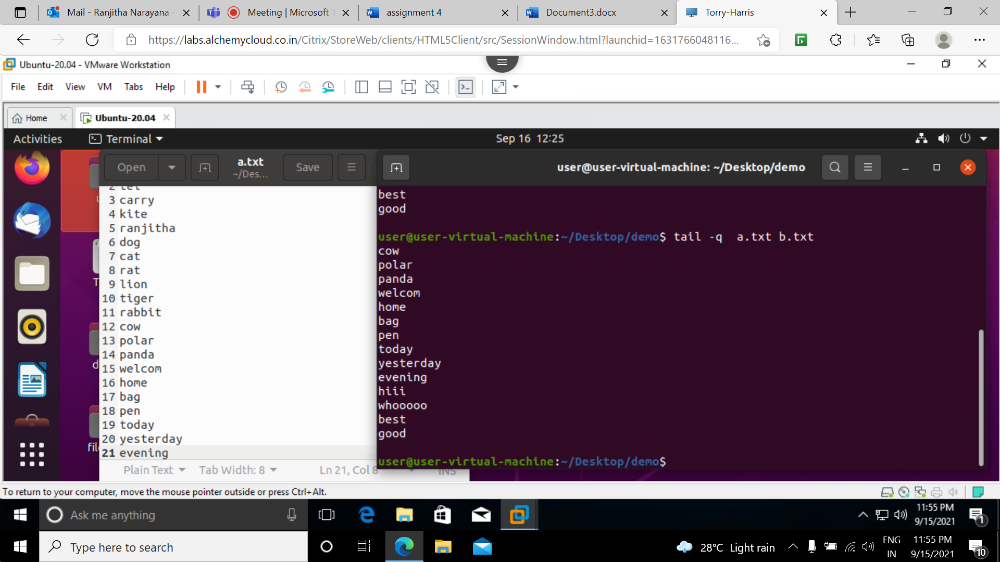 Mail - Ranjitha Narayana -
Meeting | Microsoft T
assignment 4
Document3.docx
Torry-Harris
https://labs.alchemycloud.co.in/Citrix/StoreWeb/clients/HTML5Client/src/SessionWindow.html?launchid=1631766048116...
Ubuntu-20.04 - VMware Workstation
File Edit View VM Tabs Help
Home
Ubuntu-20.04
Activities
Terminal
Sep 16 12:25
Open
a.txt
~/Des...
Save
3 carry
4 kite
5 ranjitha
6 dog
7 cat
8 rat
9 lion
10 tiger
11 rabbit
12 cow
13 polar
14 panda
15 welcom
16 home
17 bag
18 pen
19 today
20 yesterday
21 evening
Plain Text
Tab Width: 8
Ln 21, Col 8
INS
user@user-virtual-machine: ~/Desktop/demo
best
good
user@user-virtual-machine:~/Desktop/demo$ tail -q  a.txt b.txt
cow
polar
panda
welcom
home
bag
pen
today
yesterday
evening
hiii
whooooo
best
good
user@user-virtual-machine:~/Desktop/demo$
To return to your computer, move the mouse pointer outside or press Ctrl+Alt.
Ask me anything
11:55 PM
9/15/2021
1
Type here to search
28°C Light rain
ENG
IN
11:55 PM
9/15/2021
10